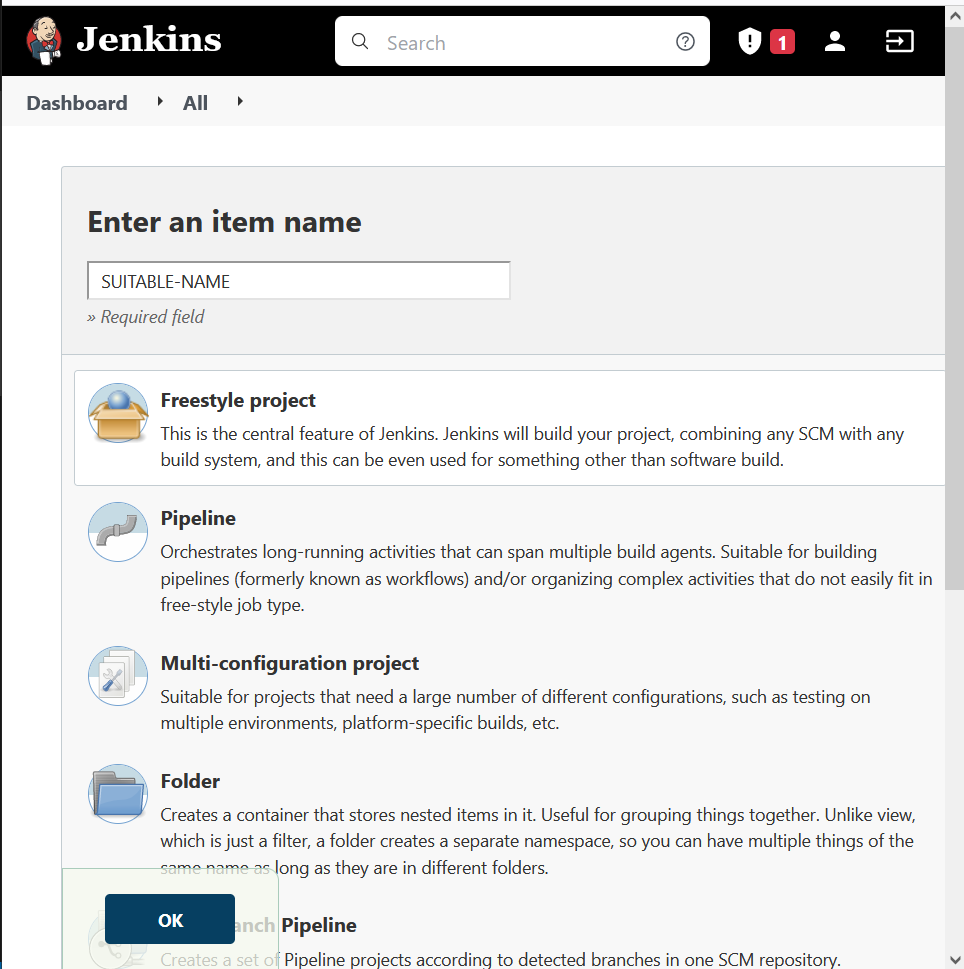 Jenkins
Search
1
Dashboard
All
Enter an item name
SUITABLE-NAME
» Required field
Freestyle project
This is the central feature of Jenkins. Jenkins will build your project, combining any SCM with any
build system, and this can be even used for something other than software build.
Pipeline
Orchestrates long-running activities that can span multiple build agents. Suitable for building
pipelines (formerly known as workflows) and/or organizing complex activities that do not easily fit in
free-style job type.
Multi-configuration project
Suitable for projects that need a large number of different configurations, such as testing on
multiple environments, platform-specific builds, etc.
Folder
Creates a container that stores nested items in it. Useful for grouping things together. Unlike view,
which is just a filter, a folder creates a separate namespace, so you can have multiple things of the
same name as long as they are in different folders.
OK
anch Pipeline
Creates a set of Pipeline projects according to detected branches in one SCM repository.